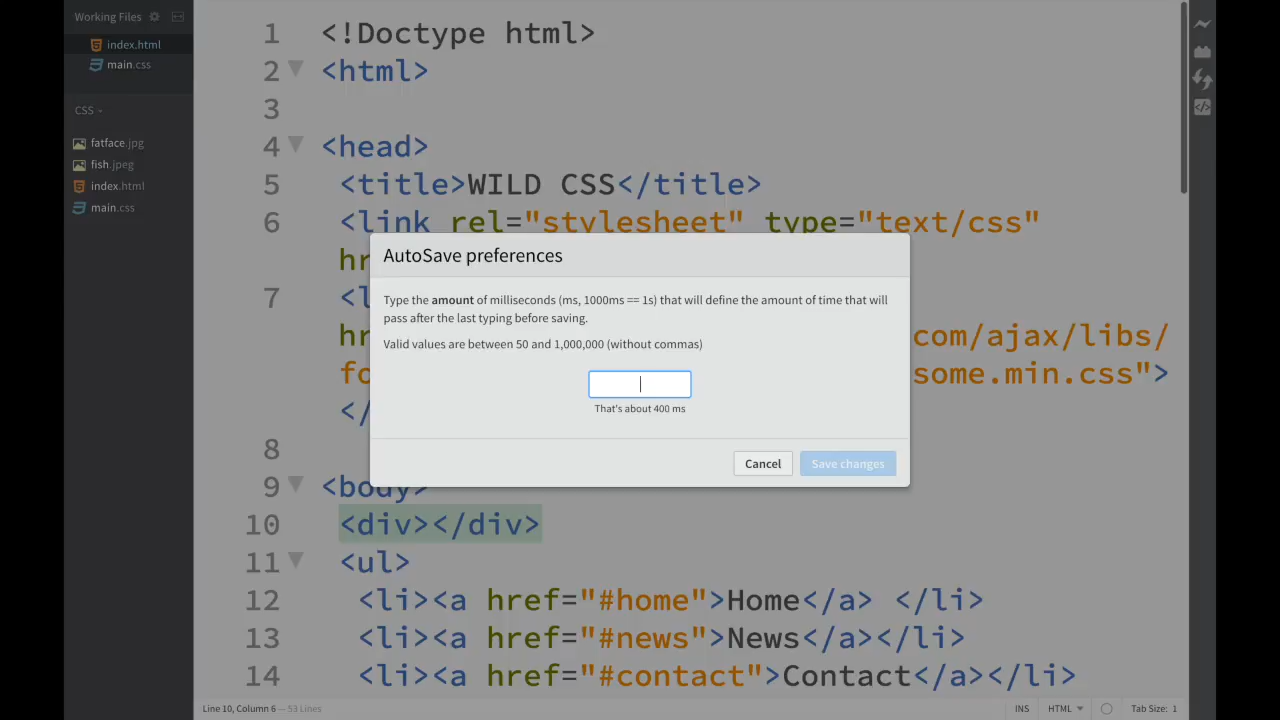 Working Files
index.html
main.css
CSS
fatface.jpg
fish.jpeg
index.html
main.css
1 <!Doctype html>
2 <html>
3
4 <head>
5 <title>WILD CSS</title>
6 <link rel="stylesheet" type="text/css"
7
com/ajax/libs/
some.min.css">
8
9 <body>
10 <div></div>
11 <ul>
12 <li><a href="#home">Home</a> </li>
13 <li><a href="#news">News</a></li>
14 <li><a href="#contact">Contact</a></li>
AutoSave preferences
Type the amount of milliseconds (ms, 1000ms == 1s) that will define the amount of time that will
pass after the last typing before saving.
Valid values are between 50 and 1,000,000 (without commas)
That's about 400 ms
Cancel Save changes
Line 10, Column 6 — 53 Lines
INS HTML Tab Size: 1